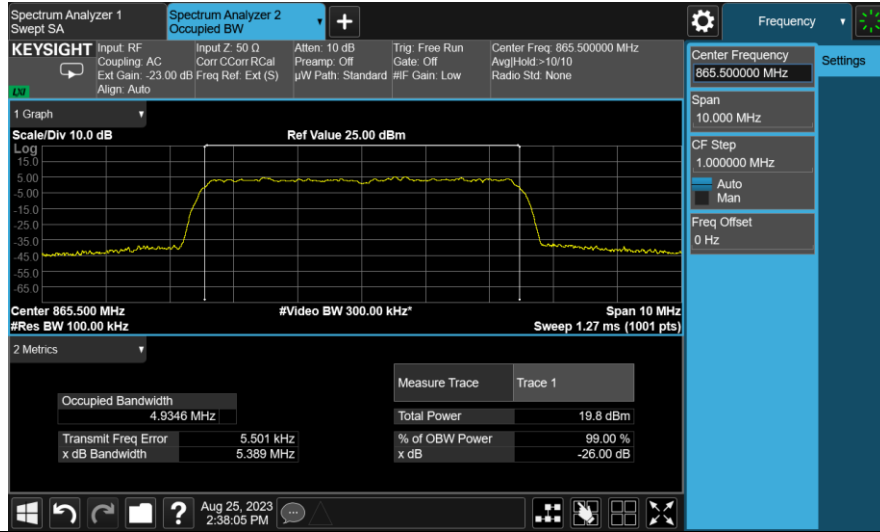 Spectrum Analyzer 1
Swept SA
Spectrum Analyzer 2
Occupied BW
Frequency
KEYSIGHT
LXI
Input: RF
Coupling: AC
Ext Gain: -23.00 dB
Align: Auto
Input Z: 50 Ω
Corr CCorr RCal
Freq Ref: Ext (S)
Atten: 10 dB
Preamp: Off
µW Path: Standard
Trig: Free Run
Gate: Off
#IF Gain: Low
Center Freq: 865.500000 MHz
Avg|Hold:>10/10
Radio Std: None
Center Frequency
865.500000 MHz
Settings
Span
10.000 MHz
CF Step
1.000000 MHz
Auto
Man
Freq Offset
0 Hz
1 Graph
Scale/Div 10.0 dB
Ref Value 25.00 dBm
Log
15.0
5.00
-5.00
-15.0
-25.0
-35.0
-45.0
-55.0
-65.0
Center 865.500 MHz
#Video BW 300.00 kHz*
Span 10 MHz
#Res BW 100.00 kHz
Sweep 1.27 ms (1001 pts)
2 Metrics
Measure Trace
Trace 1
Occupied Bandwidth
4.9346 MHz
Total Power
19.8 dBm
Transmit Freq Error
5.501 kHz
% of OBW Power
99.00 %
x dB Bandwidth
5.389 MHz
x dB
-26.00 dB
Aug 25, 2023
2:38:05 PM